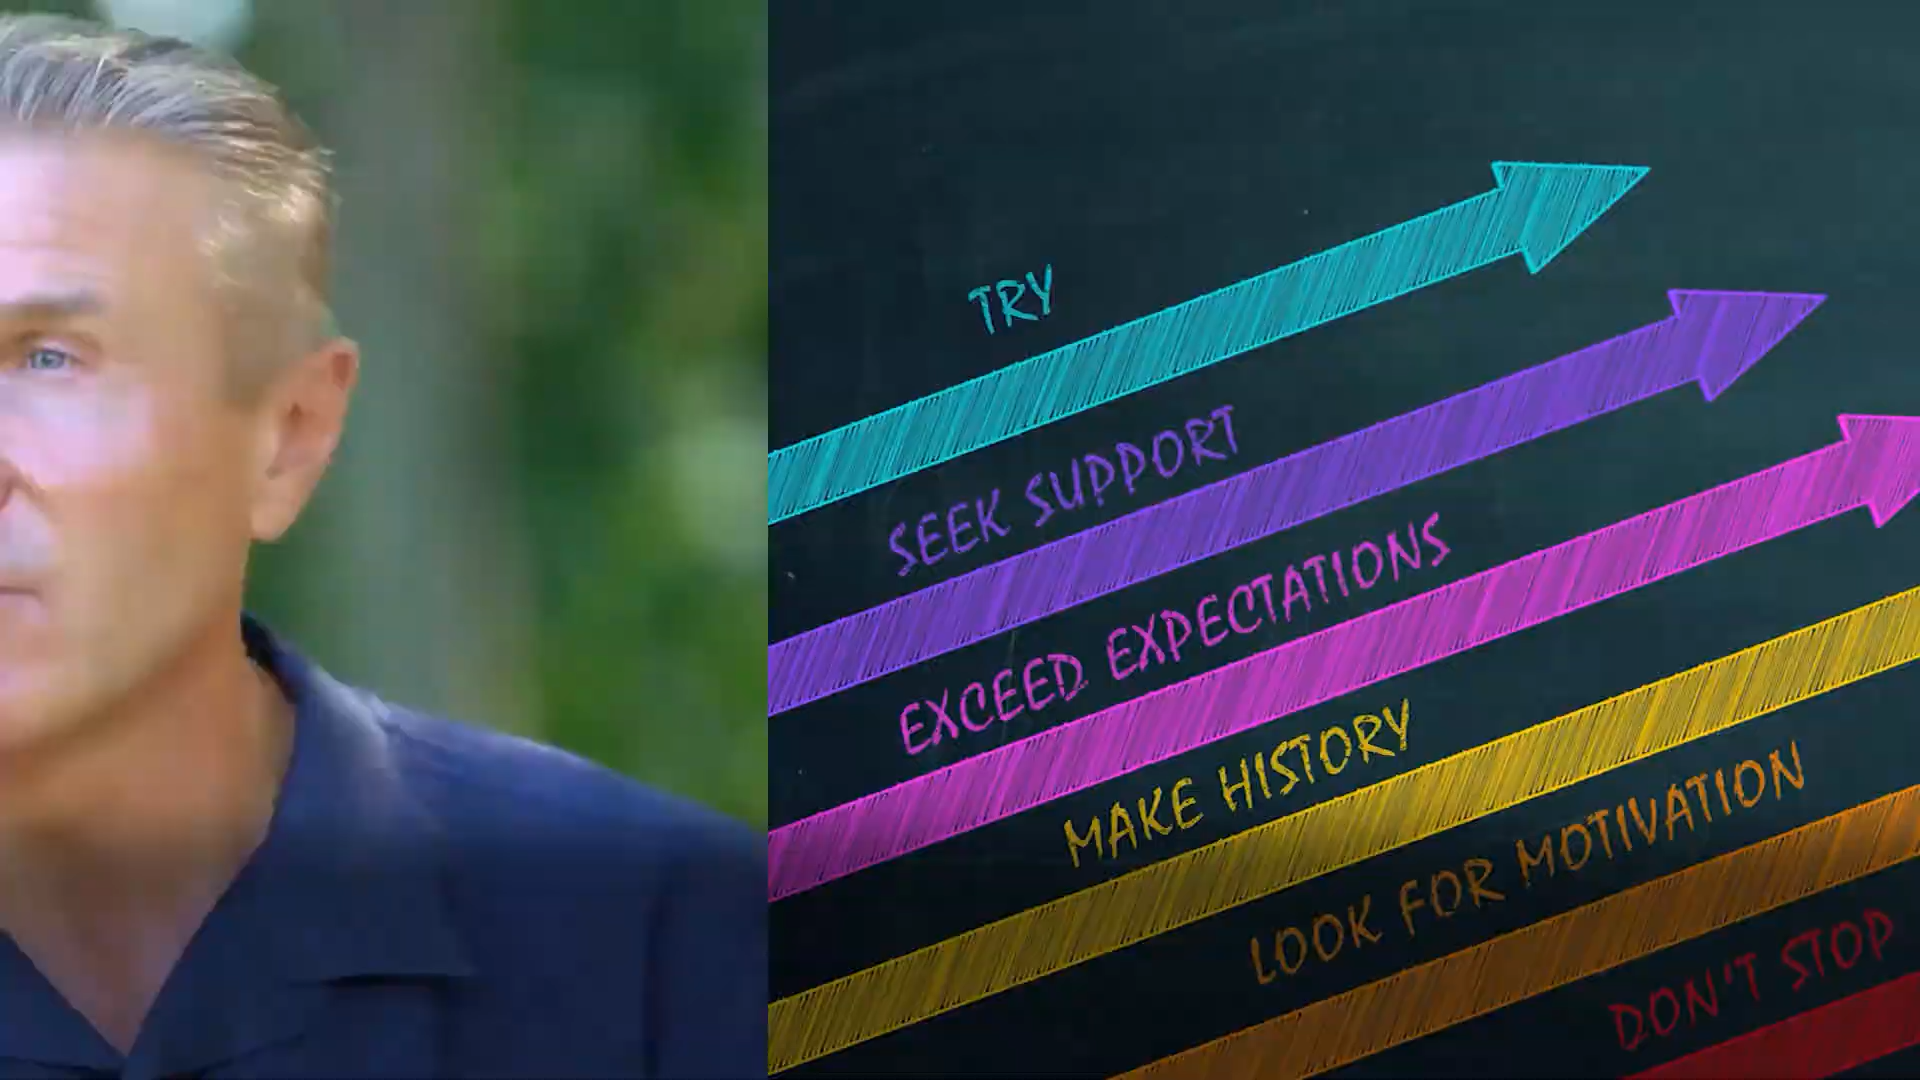 TRY
SEEK SUPPORT
EXCEED EXPECTATIONS
MAKE HISTORY
LOOK FOR MOTIVATION
DON'T STOP